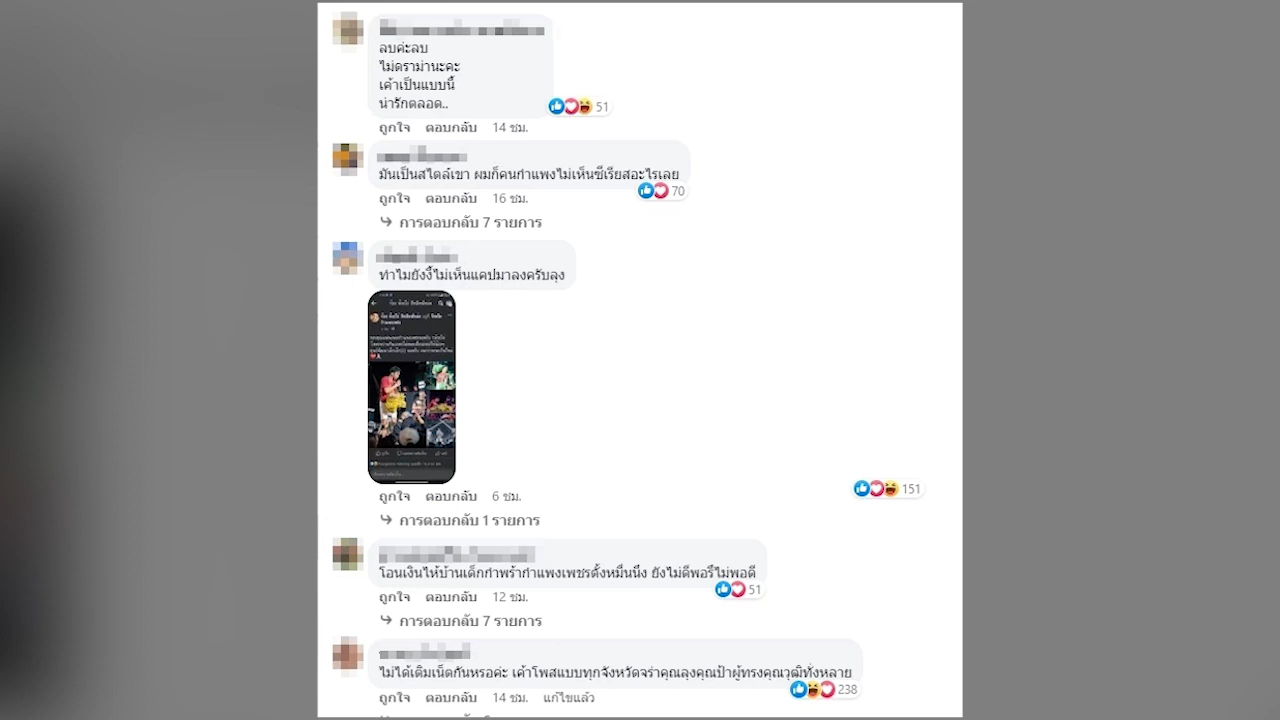 ลบค่ะลบ
ไม่ดราม่านะคะ
เค้าเป็นแบบนี้
น่ารักตลอด..
51
ถูกใจ ตอบกลับ 14 ชม.
มันเป็นสไตล์เขา ผมก็คนกำแพงไม่เห็นซีเรียสอะไรเลย
70
ถูกใจ ตอบกลับ 16 ชม.
การตอบกลับ 7 รายการ
ทำไมยังงี้ไม่เห็นแคปมาลงครับลุง
151
ถูกใจ ตอบกลับ 6 ชม.
การตอบกลับ 1 รายการ
โอนเงินให้บ้านเด็กกำพร้ากำแพงเพชรตั้งหมื่นนึง ยังไม่ดีพอรึไม่พอดี
51
ถูกใจ ตอบกลับ 12 ชม.
การตอบกลับ 7 รายการ
ไม่ได้เติมเน็ตกันหรอค่ะ เค้าโพสแบบทุกจังหวัดจร่าคุณลุงคุณป้าผู้ทรงคุณวุฒิทั่งหลาย
238
ถูกใจ ตอบกลับ 14 ชม. แก้ไขแล้ว